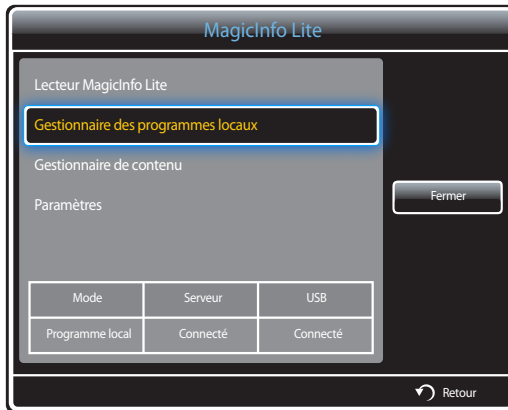 MagicInfo Lite
Lecteur MagicInfo Lite
Gestionnaire des programmes locaux
Gestionnaire de contenu
Paramètres
Fermer
Mode Serveur USB
Programme local Connecté Connecté
Retour